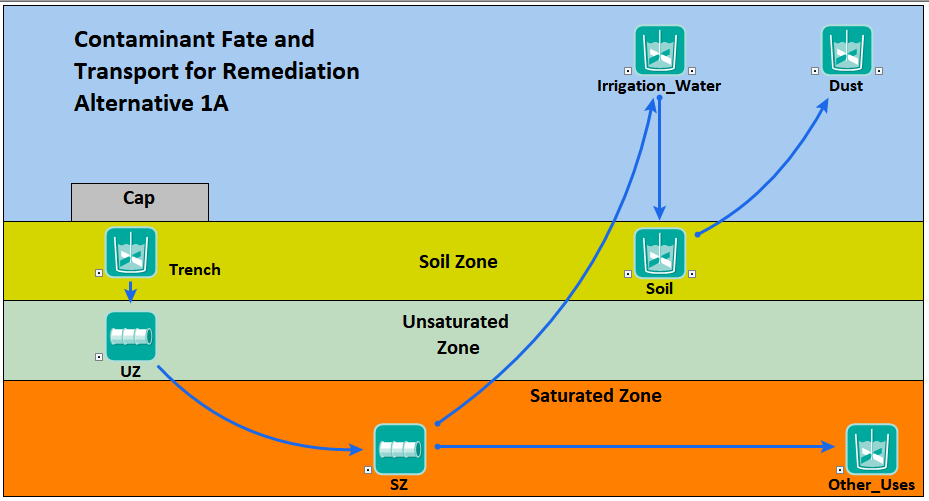 Contaminant Fate and
Transport for Remediation
Alternative 1A
Irrigation_Water
Dust
Cap
Trench
Soil Zone
Soil
Unsaturated
Zone
UZ
Saturated Zone
SZ
Other_Uses